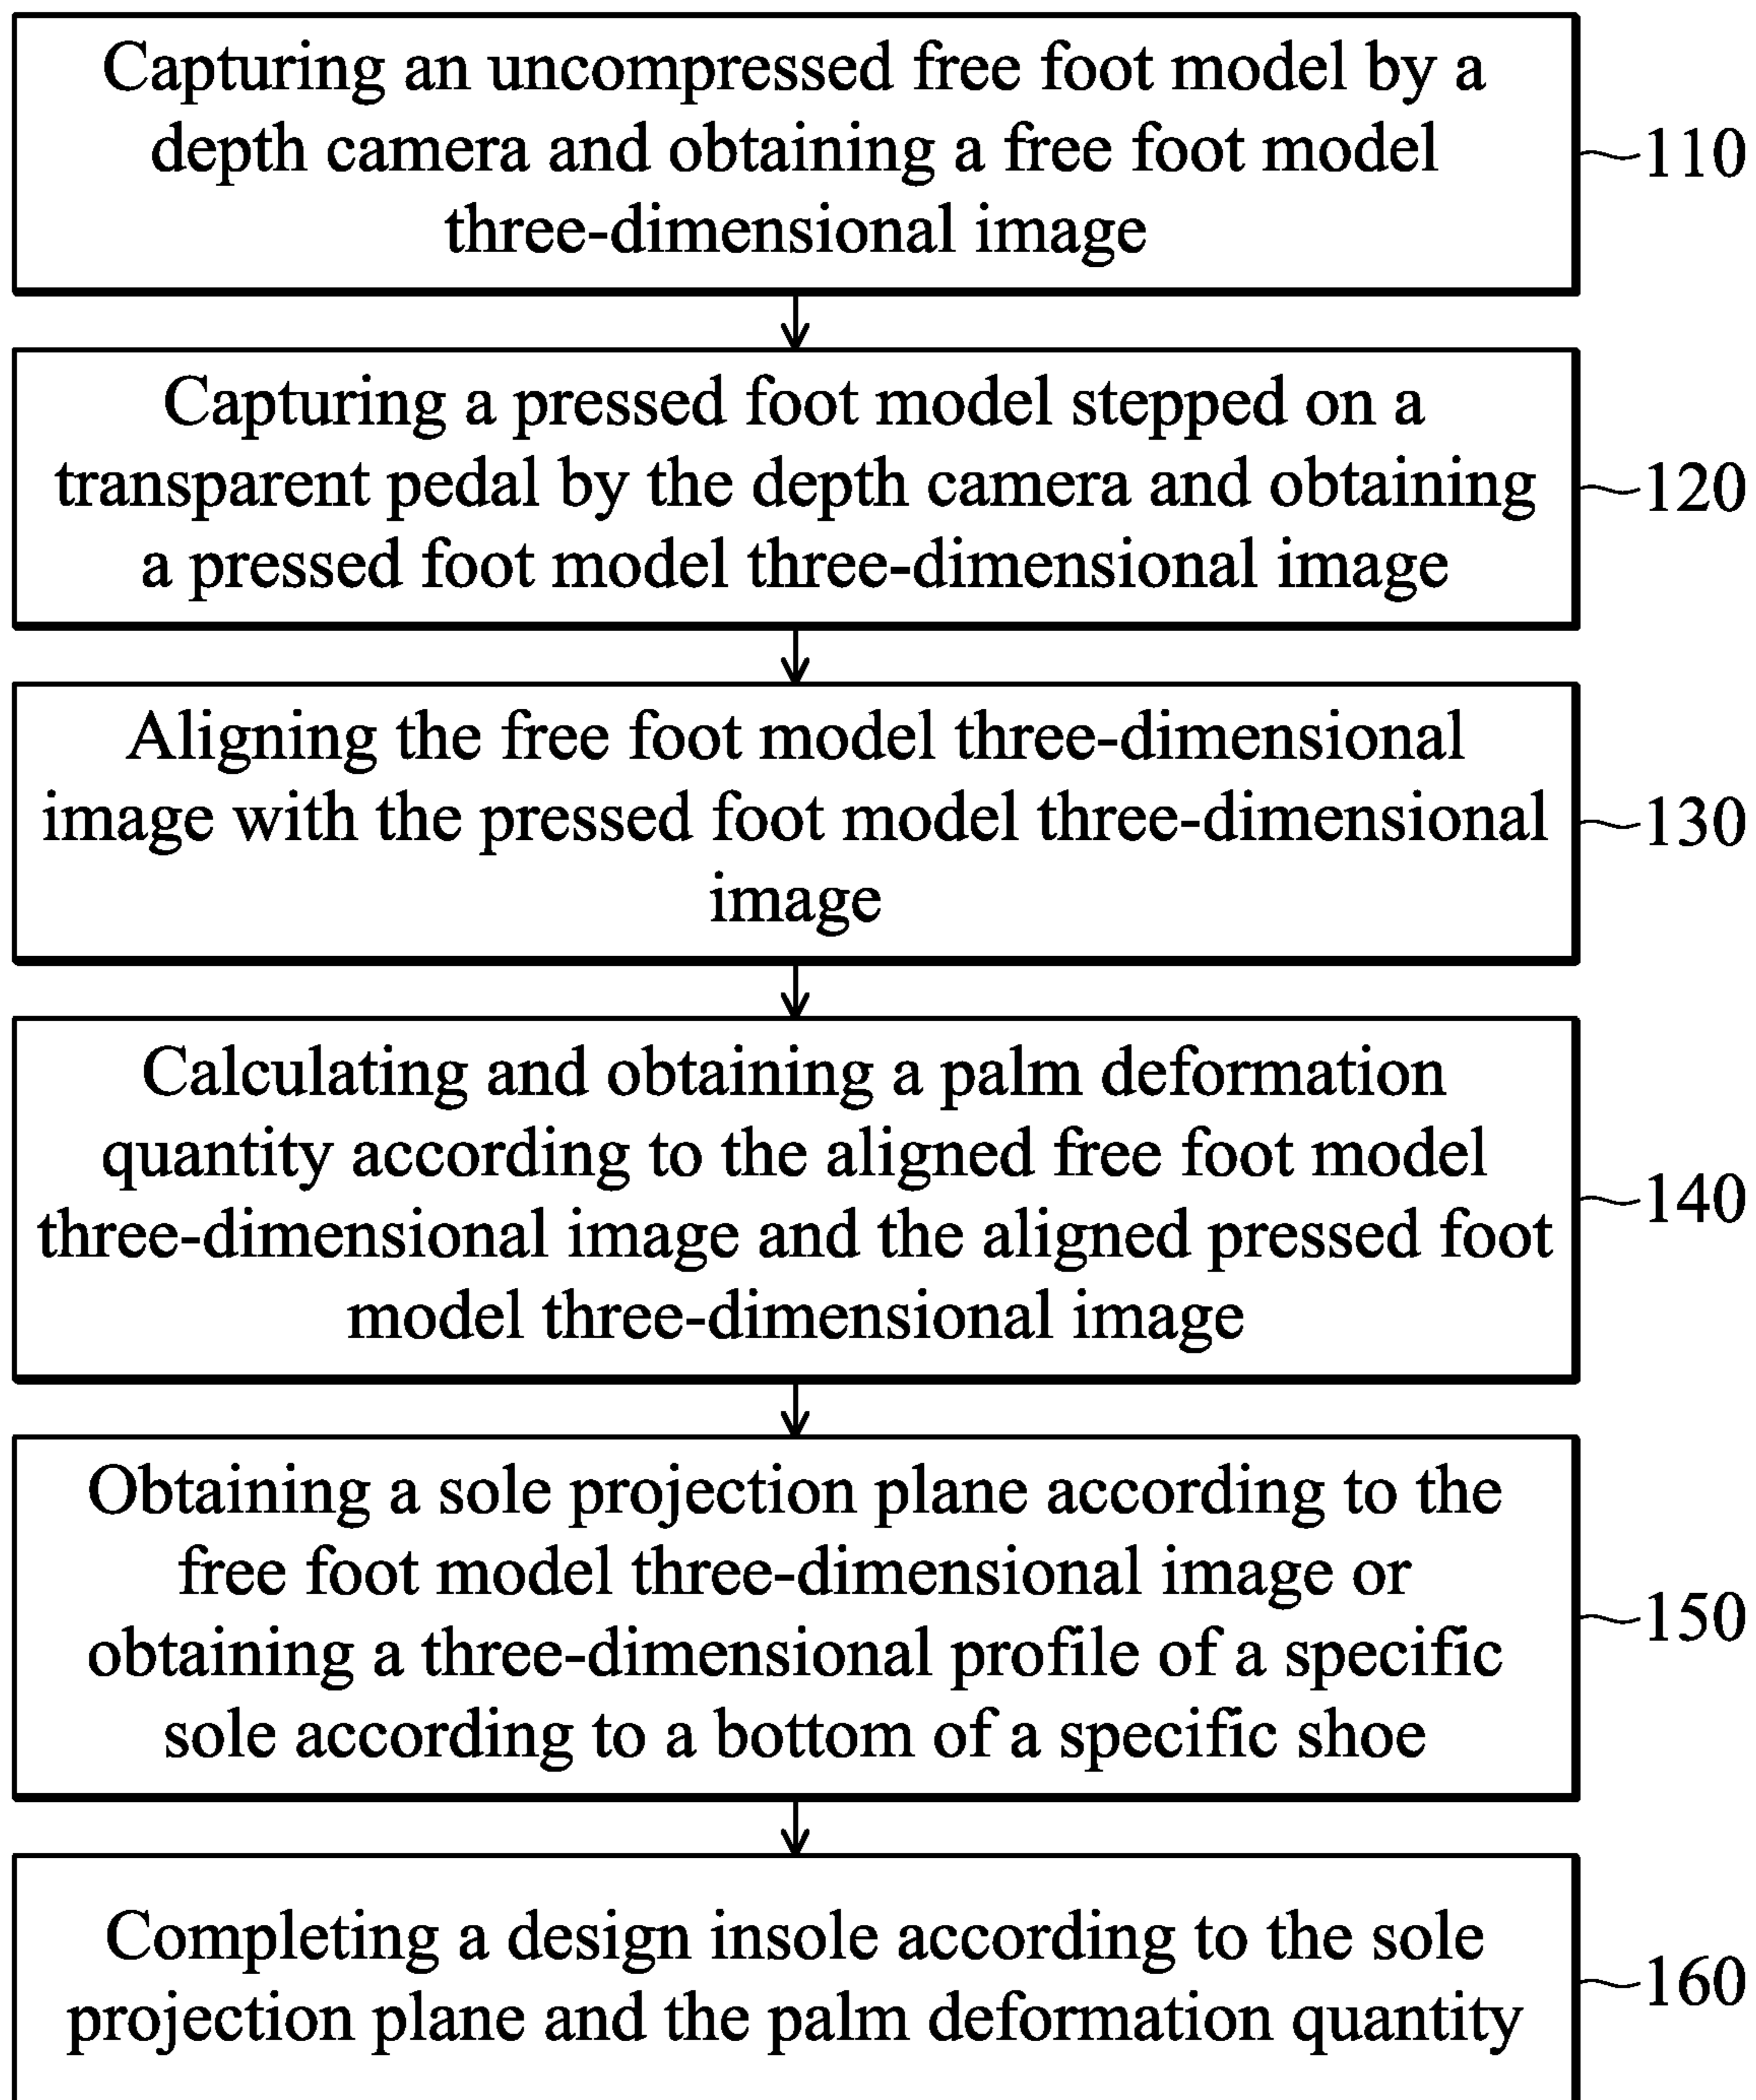 Capturing an uncompressed free foot model by a
depth camera and obtaining a free foot model
three-dimensional image
110
Capturing a pressed foot model stepped on a
transparent pedal by the depth camera and obtaining
a pressed foot model three-dimensional image
120
Aligning the free foot model three-dimensional
image with the pressed foot model three-dimensional
image
130
Calculating and obtaining a palm deformation
quantity according to the aligned free foot model
three-dimensional image and the aligned pressed foot
model three-dimensional image
140
Obtaining a sole projection plane according to the
free foot model three-dimensional image or
obtaining a three-dimensional profile of a specific
sole according to a bottom of a specific shoe
150
Completing a design insole according to the sole
projection plane and the palm deformation quantity
160